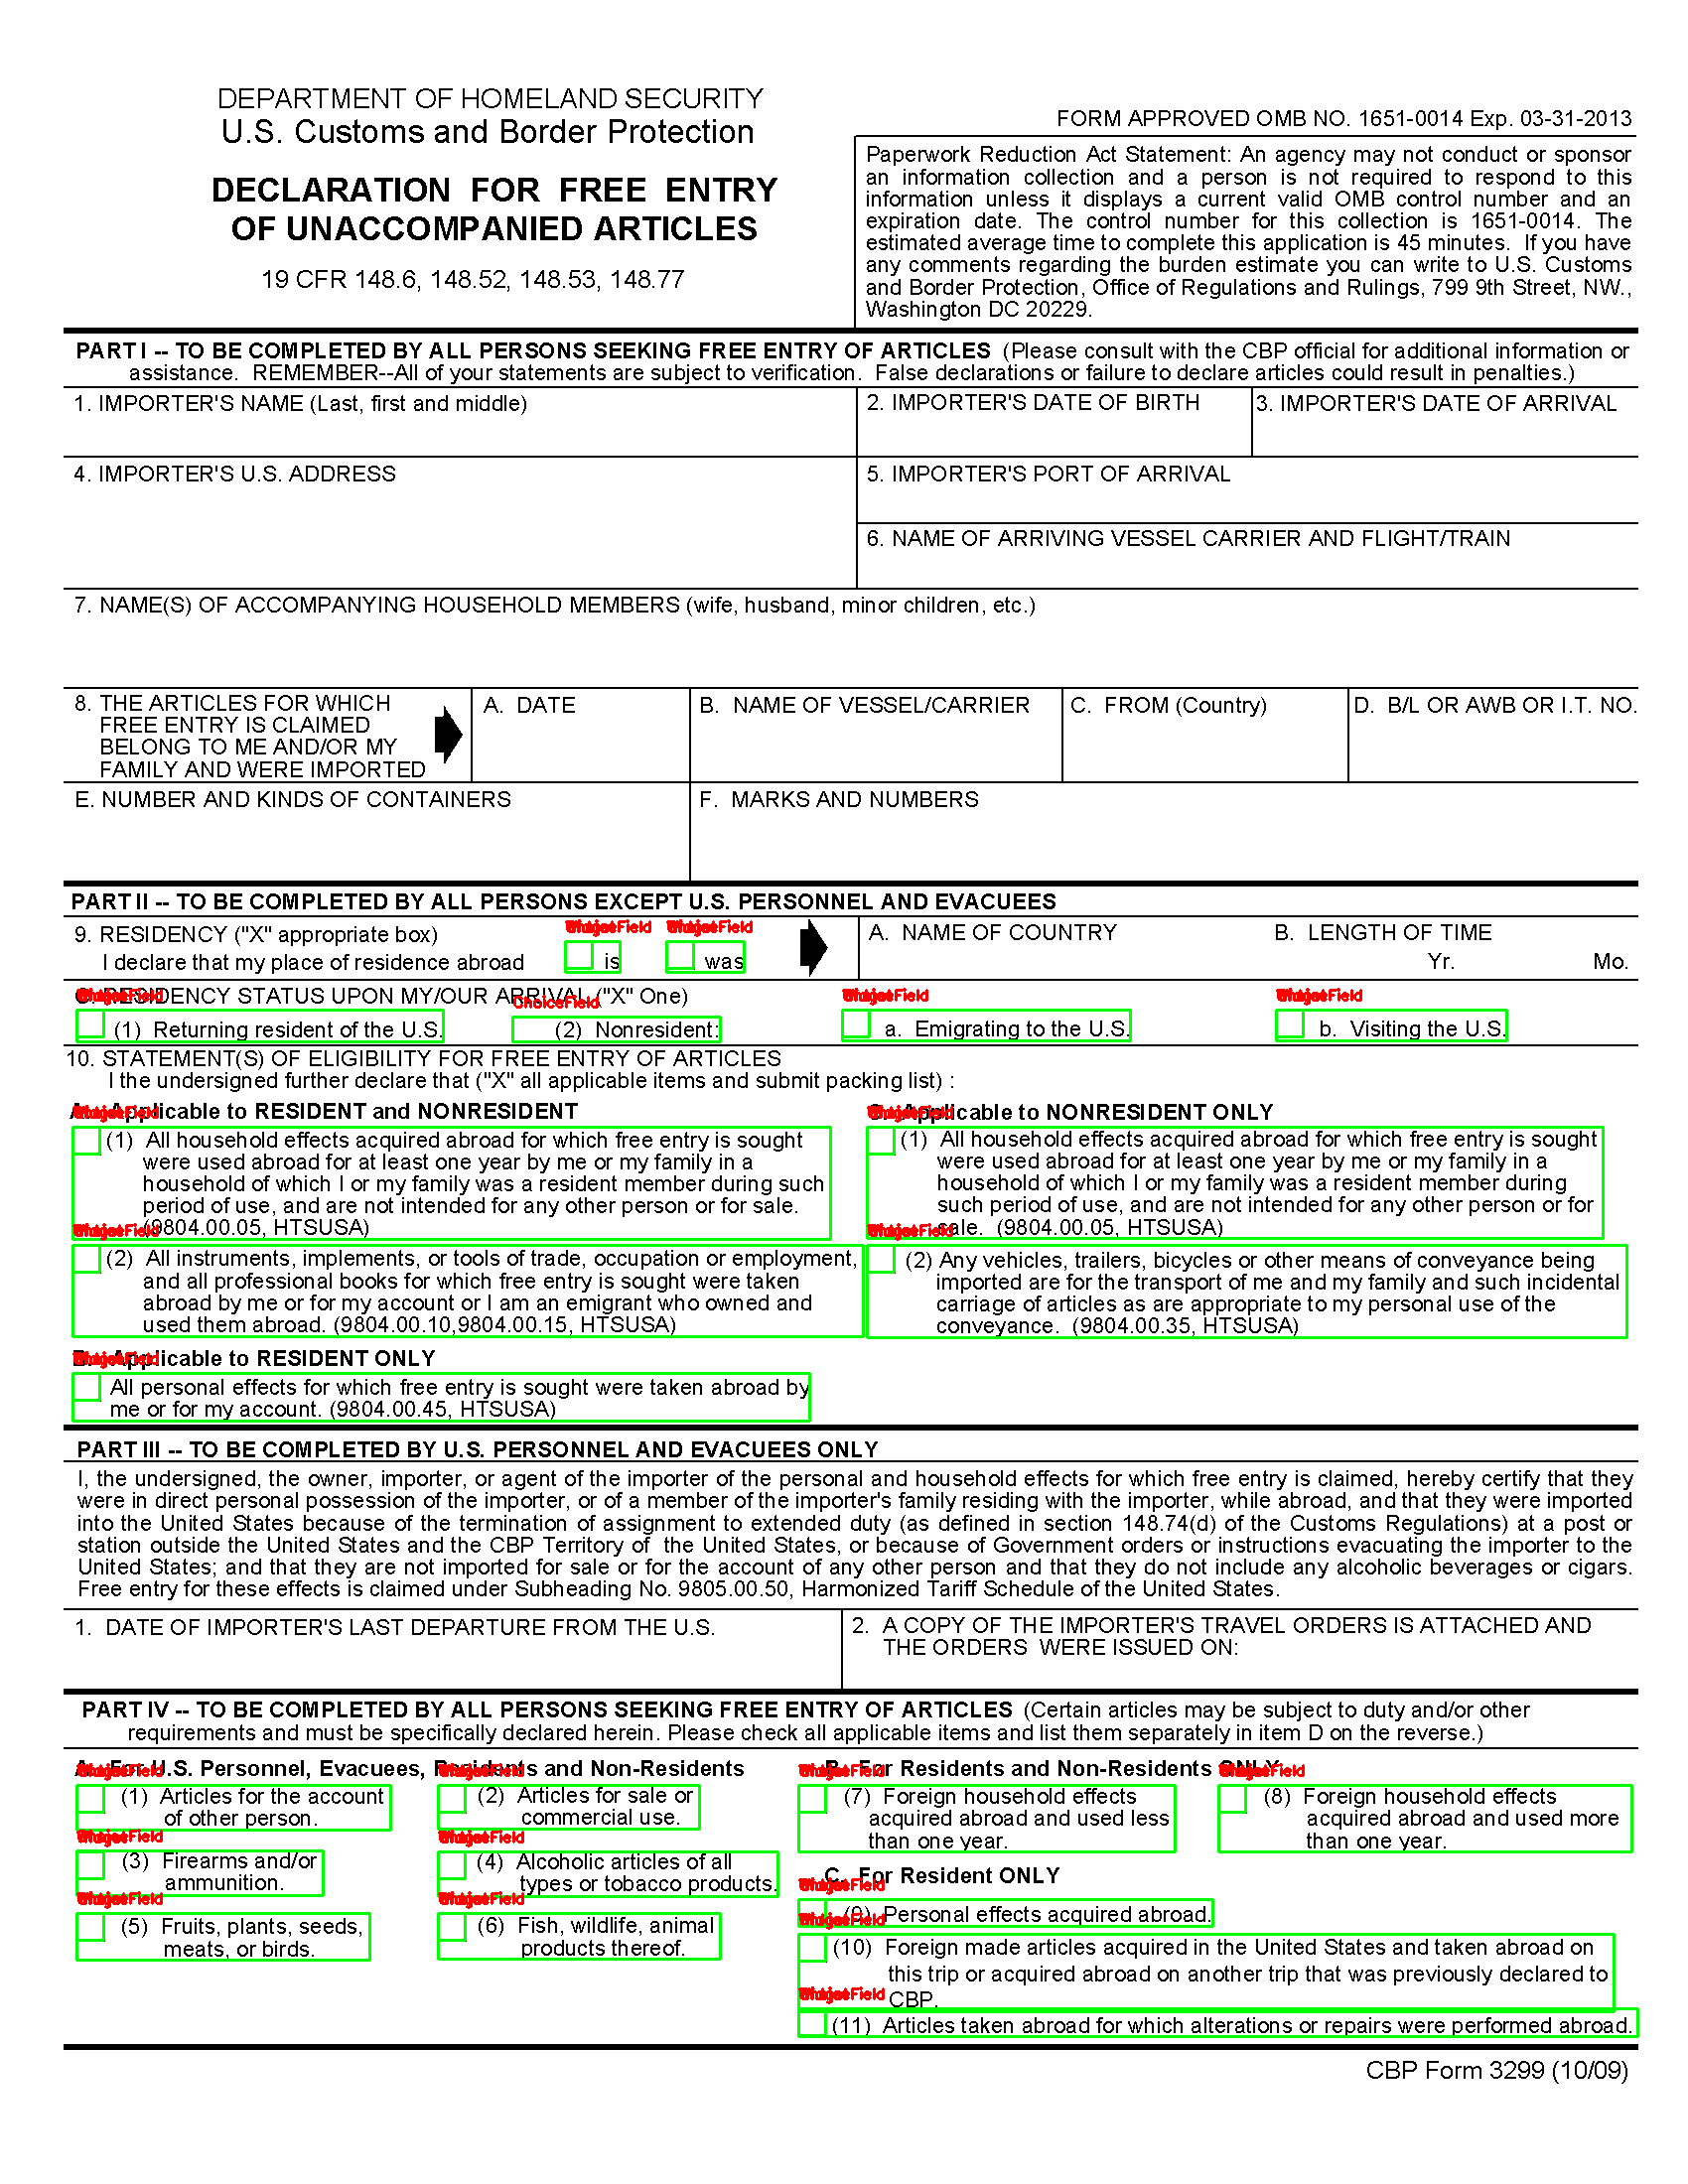 DEPARTMENT OF HOMELAND SECURITY
U.S. Customs and Border Protection
DECLARATION FOR FREE ENTRY
OF UNACCOMPANIED ARTICLES
19 CFR 148.6, 148.52, 148.53, 148.77
FORM APPROVED OMB NO. 1651-0014 Exp. 03-31-2013
Paperwork Reduction Act Statement: An agency may not conduct or sponsor
an information collection and a person is not required to respond to this
information unless it displays a current valid OMB control number and an
expiration date. The control number for this collection is 1651-0014. The
estimated average time to complete this application is 45 minutes. If you have
any comments regarding the burden estimate you can write to U.S. Customs
and Border Protection, Office of Regulations and Rulings, 799 9th Street, NW.,
Washington DC 20229.
PART I -- TO BE COMPLETED BY ALL PERSONS SEEKING FREE ENTRY OF ARTICLES (Please consult with the CBP official for additional information or
assistance. REMEMBER--All of your statements are subject to verification. False declarations or failure to declare articles could result in penalties.)
1. IMPORTER'S NAME (Last, first and middle)
2. IMPORTER'S DATE OF BIRTH
3. IMPORTER'S DATE OF ARRIVAL
4. IMPORTER'S U.S. ADDRESS
5. IMPORTER'S PORT OF ARRIVAL
6. NAME OF ARRIVING VESSEL CARRIER AND FLIGHT/TRAIN
7. NAME(S) OF ACCOMPANYING HOUSEHOLD MEMBERS (wife, husband, minor children, etc.)
8. THE ARTICLES FOR WHICH
FREE ENTRY IS CLAIMED
BELONG TO ME AND/OR MY
FAMILY AND WERE IMPORTED
A. DATE
B. NAME OF VESSEL/CARRIER
C. FROM (Country)
D. B/L OR AWB OR I.T. NO.
E. NUMBER AND KINDS OF CONTAINERS
F. MARKS AND NUMBERS
PART II -- TO BE COMPLETED BY ALL PERSONS EXCEPT U.S. PERSONNEL AND EVACUEES
9. RESIDENCY ("X" appropriate box)
I declare that my place of residence abroad
is
was
A. NAME OF COUNTRY
B. LENGTH OF TIME
Yr.
Mo.
C. RESIDENCY STATUS UPON MY/OUR ARRIVAL ("X" One)
ChoiceField
(1) Returning resident of the U.S.
(2) Nonresident:
a. Emigrating to the U.S.
b. Visiting the U.S.
10. STATEMENT(S) OF ELIGIBILITY FOR FREE ENTRY OF ARTICLES
I the undersigned further declare that ("X" all applicable items and submit packing list) :
A. Applicable to RESIDENT and NONRESIDENT
(1) All household effects acquired abroad for which free entry is sought
were used abroad for at least one year by me or my family in a
household of which I or my family was a resident member during such
period of use, and are not intended for any other person or for sale.
(9804.00.05, HTSUSA)
(2) All instruments, implements, or tools of trade, occupation or employment,
and all professional books for which free entry is sought were taken
abroad by me or for my account or I am an emigrant who owned and
used them abroad. (9804.00.10,9804.00.15, HTSUSA)
B. Applicable to RESIDENT ONLY
All personal effects for which free entry is sought were taken abroad by
me or for my account. (9804.00.45, HTSUSA)
C. Applicable to NONRESIDENT ONLY
(1) All household effects acquired abroad for which free entry is sought
were used abroad for at least one year by me or my family in a
household of which I or my family was a resident member during
such period of use, and are not intended for any other person or for
sale. (9804.00.05, HTSUSA)
(2) Any vehicles, trailers, bicycles or other means of conveyance being
imported are for the transport of me and my family and such incidental
carriage of articles as are appropriate to my personal use of the
conveyance. (9804.00.35, HTSUSA)
PART III -- TO BE COMPLETED BY U.S. PERSONNEL AND EVACUEES ONLY
I, the undersigned, the owner, importer, or agent of the importer of the personal and household effects for which free entry is claimed, hereby certify that they
were in direct personal possession of the importer, or of a member of the importer's family residing with the importer, while abroad, and that they were imported
into the United States because of the termination of assignment to extended duty (as defined in section 148.74(d) of the Customs Regulations) at a post or
station outside the United States and the CBP Territory of the United States, or because of Government orders or instructions evacuating the importer to the
United States; and that they are not imported for sale or for the account of any other person and that they do not include any alcoholic beverages or cigars.
Free entry for these effects is claimed under Subheading No. 9805.00.50, Harmonized Tariff Schedule of the United States.
1. DATE OF IMPORTER'S LAST DEPARTURE FROM THE U.S.
2. A COPY OF THE IMPORTER'S TRAVEL ORDERS IS ATTACHED AND
THE ORDERS WERE ISSUED ON:
PART IV -- TO BE COMPLETED BY ALL PERSONS SEEKING FREE ENTRY OF ARTICLES (Certain articles may be subject to duty and/or other
requirements and must be specifically declared herein. Please check all applicable items and list them separately in item D on the reverse.)
A. For U.S. Personnel, Evacuees, Residents and Non-Residents
(1) Articles for the account
of other person.
(2) Articles for sale or
commercial use.
(3) Firearms and/or
ammunition.
(4) Alcoholic articles of all
types or tobacco products.
(5) Fruits, plants, seeds,
meats, or birds.
(6) Fish, wildlife, animal
products thereof.
B. For Residents and Non-Residents ONLY
(7) Foreign household effects
acquired abroad and used less
than one year.
(8) Foreign household effects
acquired abroad and used more
than one year.
C. For Resident ONLY
(9) Personal effects acquired abroad.
(10) Foreign made articles acquired in the United States and taken abroad on
this trip or acquired abroad on another trip that was previously declared to
CBP.
(11) Articles taken abroad for which alterations or repairs were performed abroad.
CBP Form 3299 (10/09)